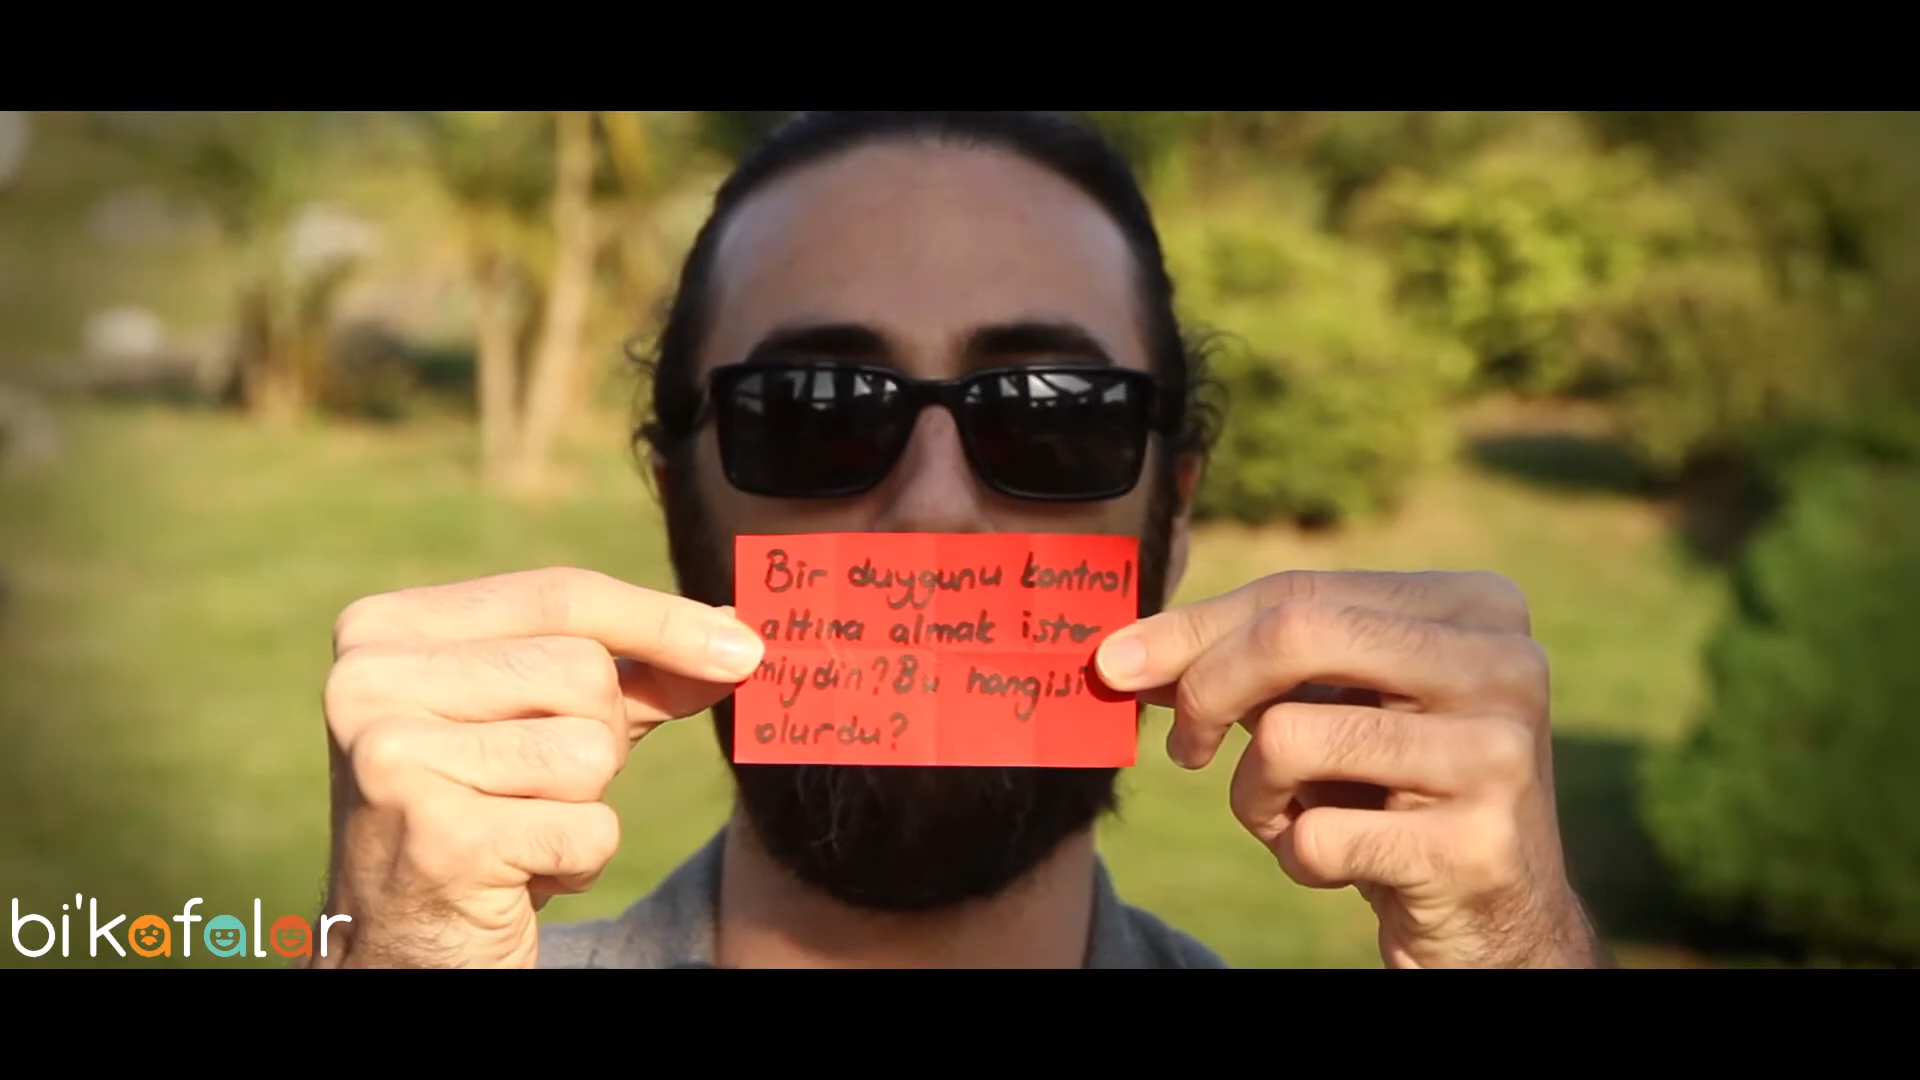 Bir duygunu kontrol
altına almak ister
miydin? Bu hangisi
olurdu?
bi'kafalar